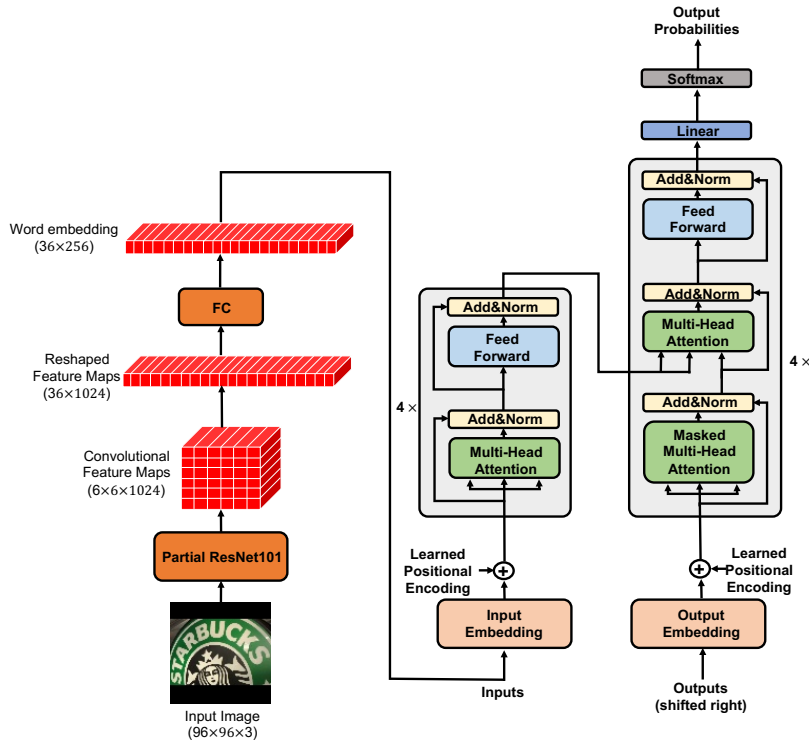 Output
Probabilities
Softmax
Linear
Add&Norm
Feed
Forward
Add&Norm
Multi-Head
Attention
Add&Norm
Masked
Multi-Head
Attention
4 ×
Learned
Positional
Encoding
+
Output
Embedding
Outputs
(shifted right)
Add&Norm
Feed
Forward
Add&Norm
Multi-Head
Attention
4 ×
Learned
Positional
Encoding
+
Input
Embedding
Inputs
Word embedding
(36×256)
FC
Reshaped
Feature Maps
(36×1024)
Convolutional
Feature Maps
(6×6×1024)
Partial ResNet101
STARBUCKS
Input Image
(96×96×3)